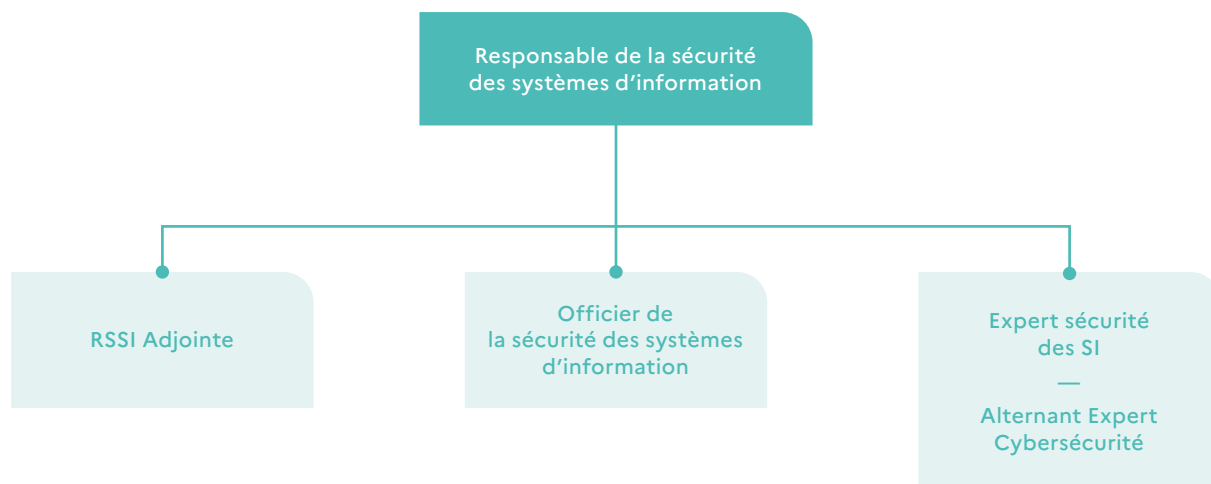 Responsable de la sécurité
des systèmes d’information
RSSI Adjointe
Officier de
la sécurité des systèmes
d’information
Expert sécurité
des SI
—
Alternant Expert
Cybersécurité